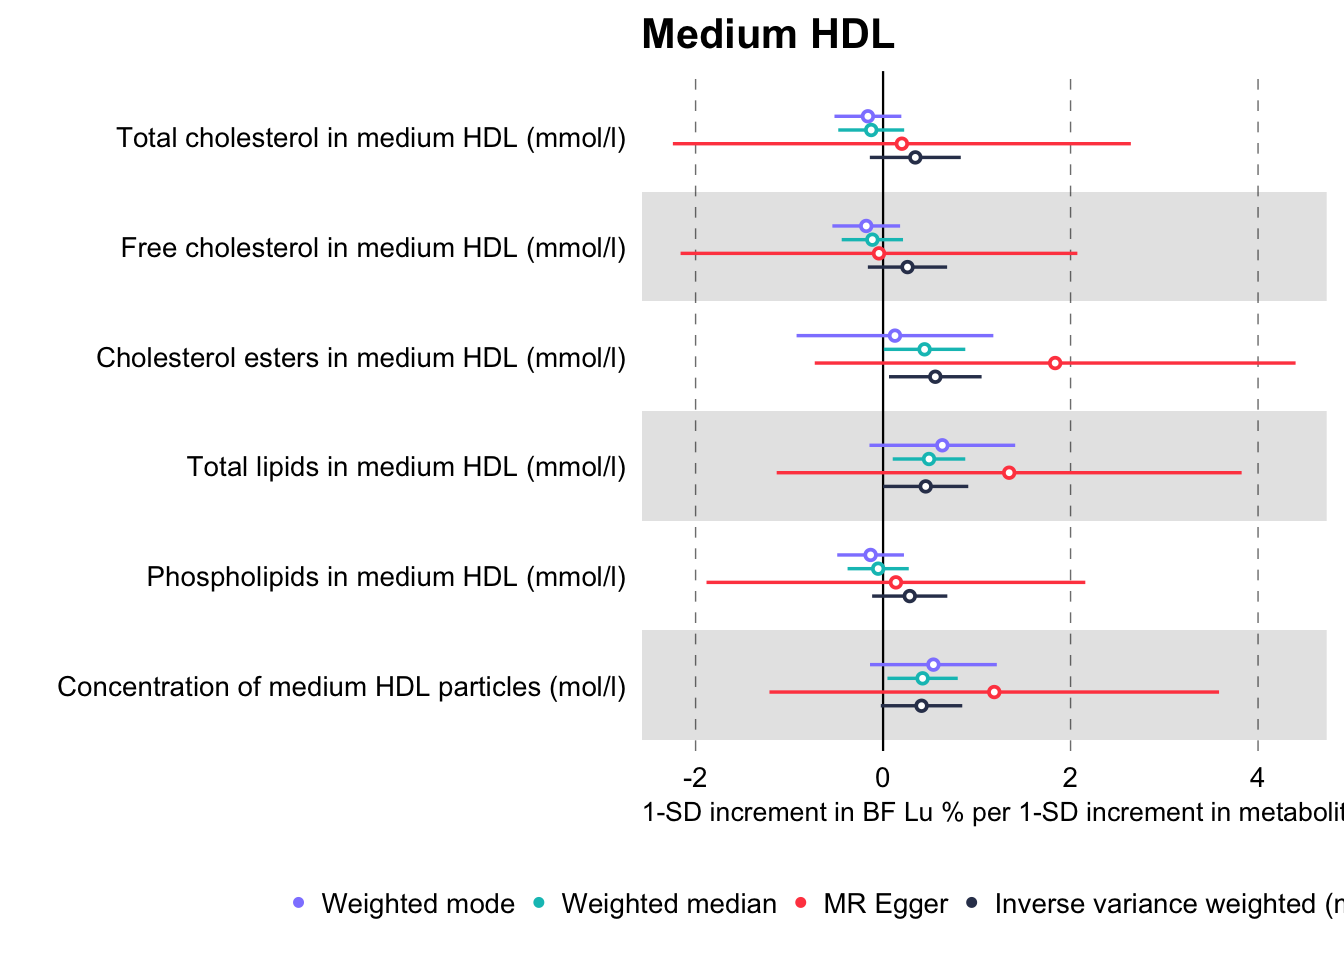 Medium HDL
Total cholesterol in medium HDL (mmol/l)
Free cholesterol in medium HDL (mmol/l)
Cholesterol esters in medium HDL (mmol/l)
Total lipids in medium HDL (mmol/l)
Phospholipids in medium HDL (mmol/l)
Concentration of medium HDL particles (mol/l)
-2 0 2 4
1-SD increment in BF Lu % per 1-SD increment in
Weighted mode Weighted median MR Egger Inverse variance weighted